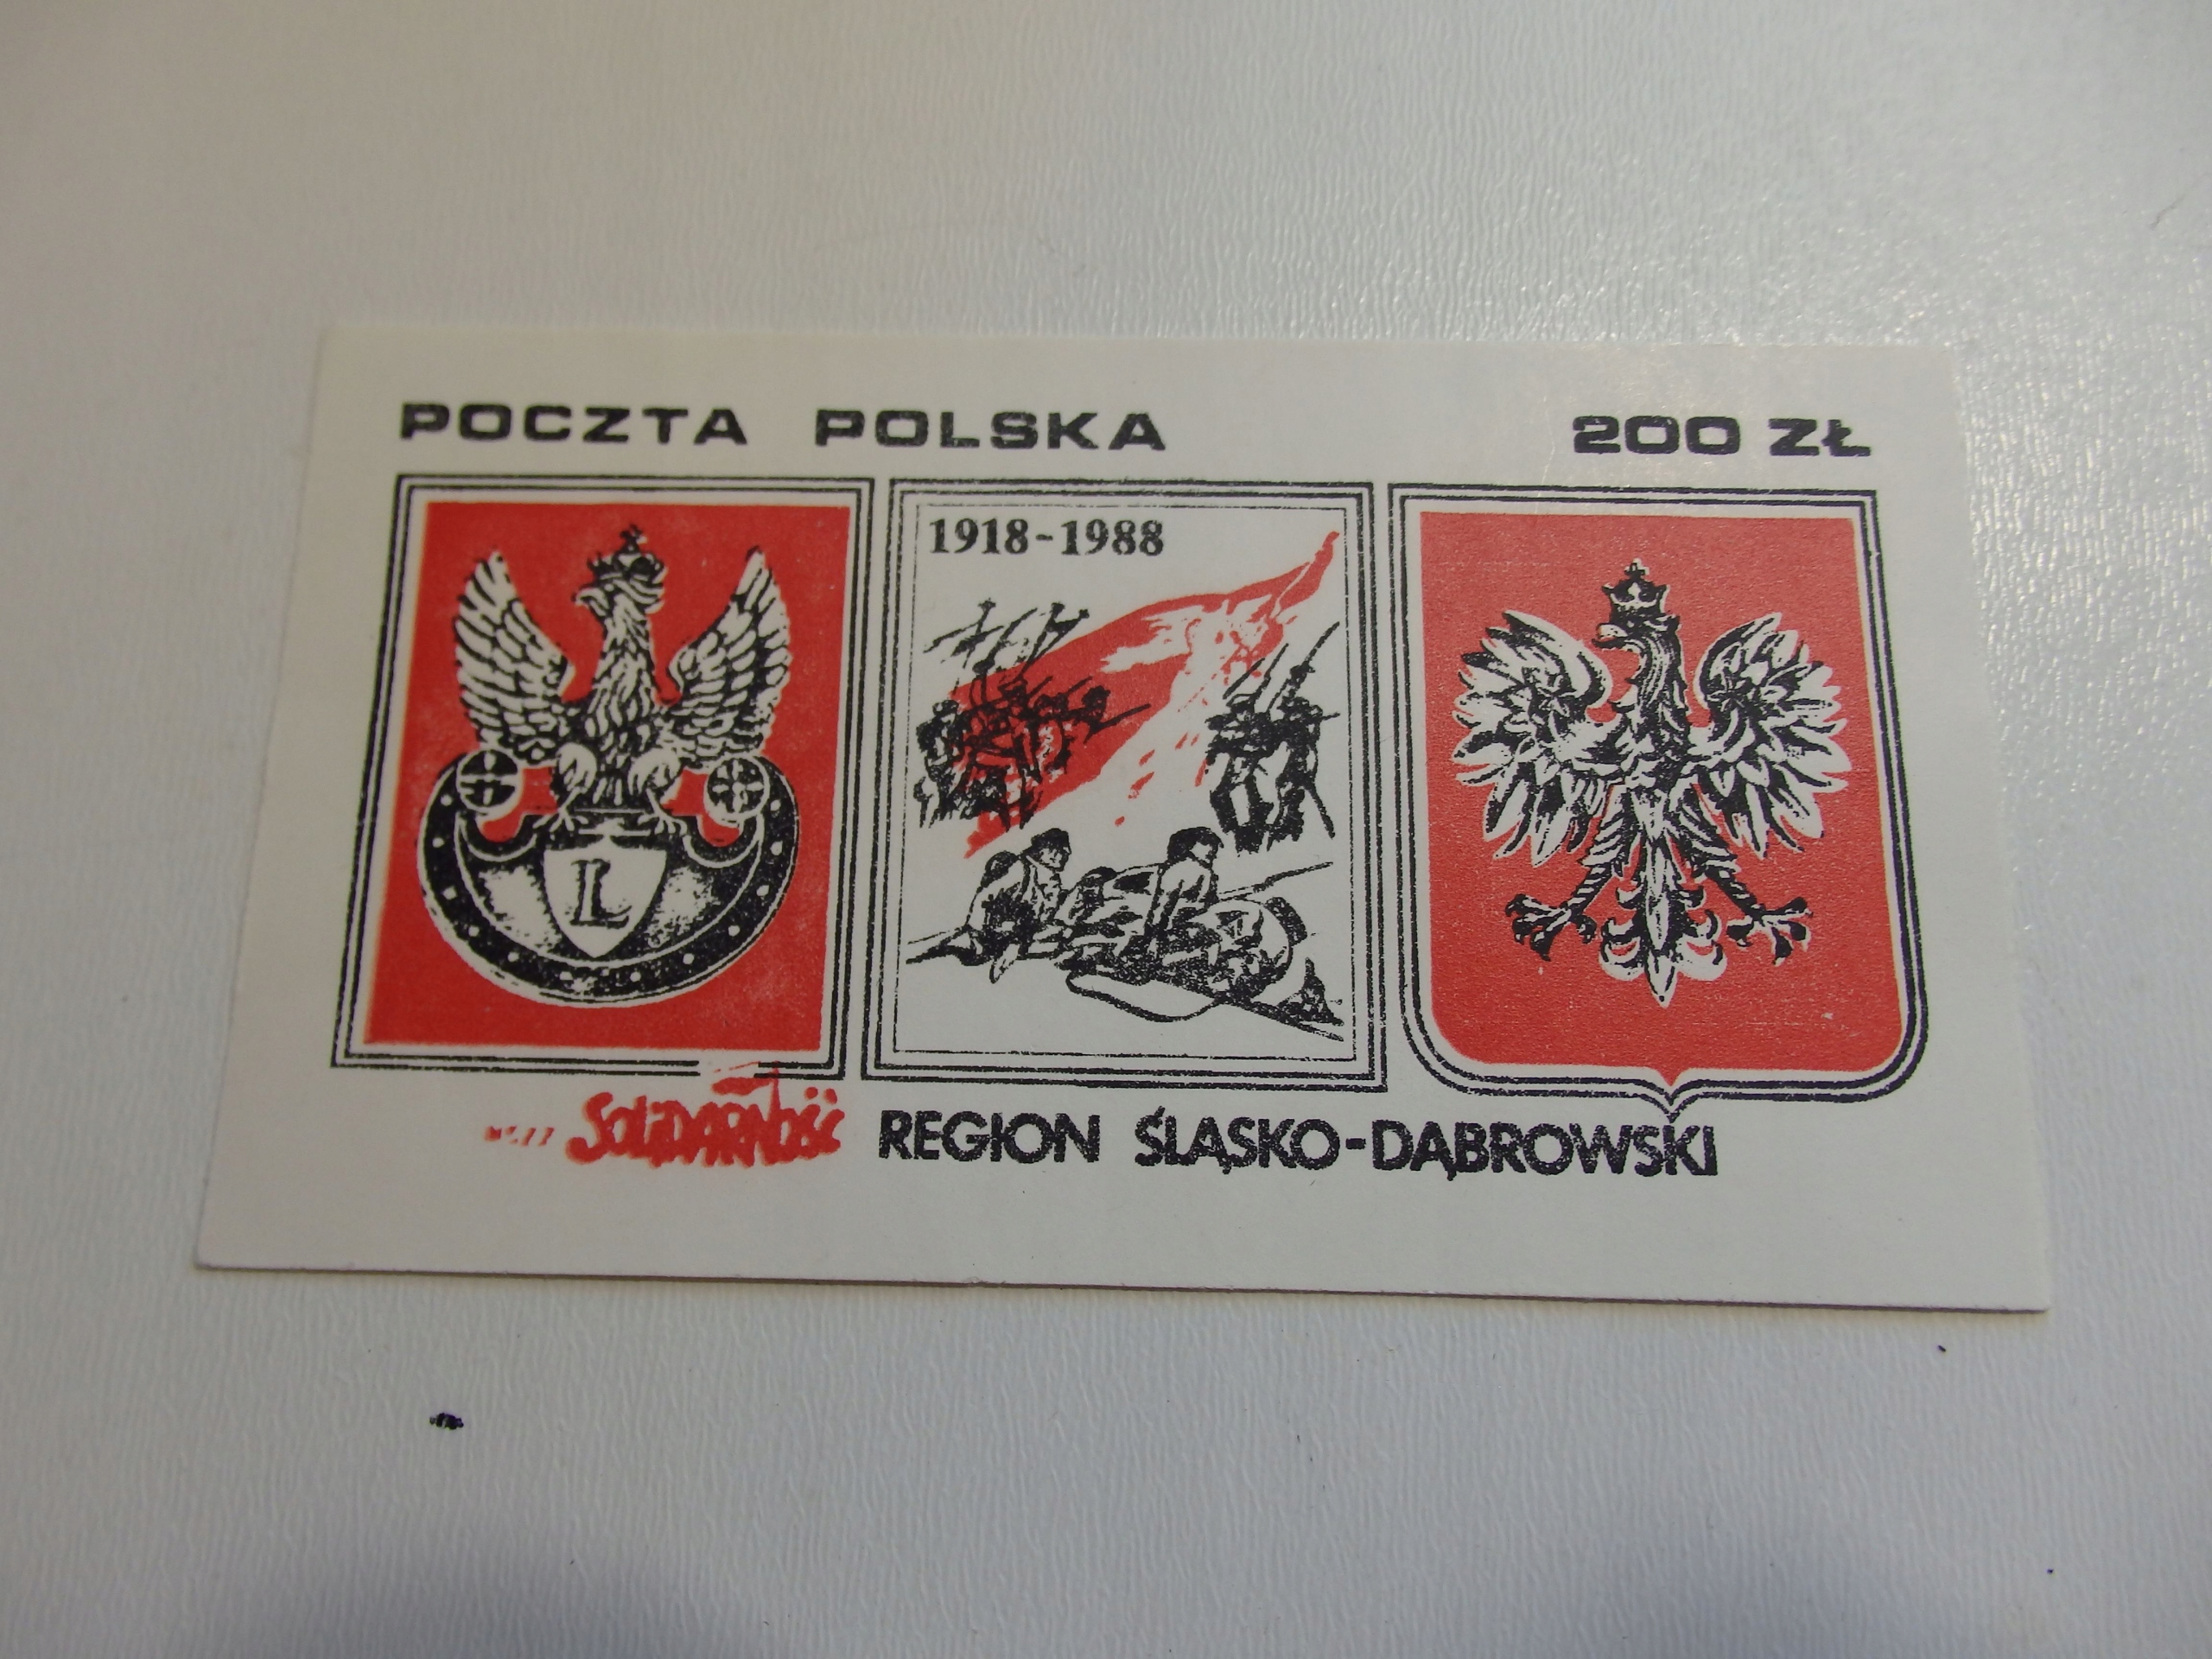 POCZTA POLSKA 200 ZŁ
1918-1988
L
SOLIDARNOŚĆ REGION ŚLĄSKO-DĄBROWSKI